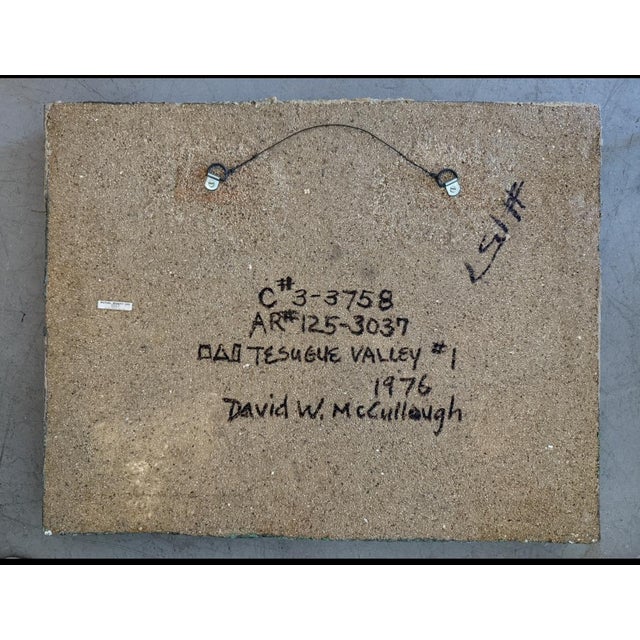 C#3-3758
AR#125-3037
TESUGUE VALLEY #1
1976
David W. McCullough